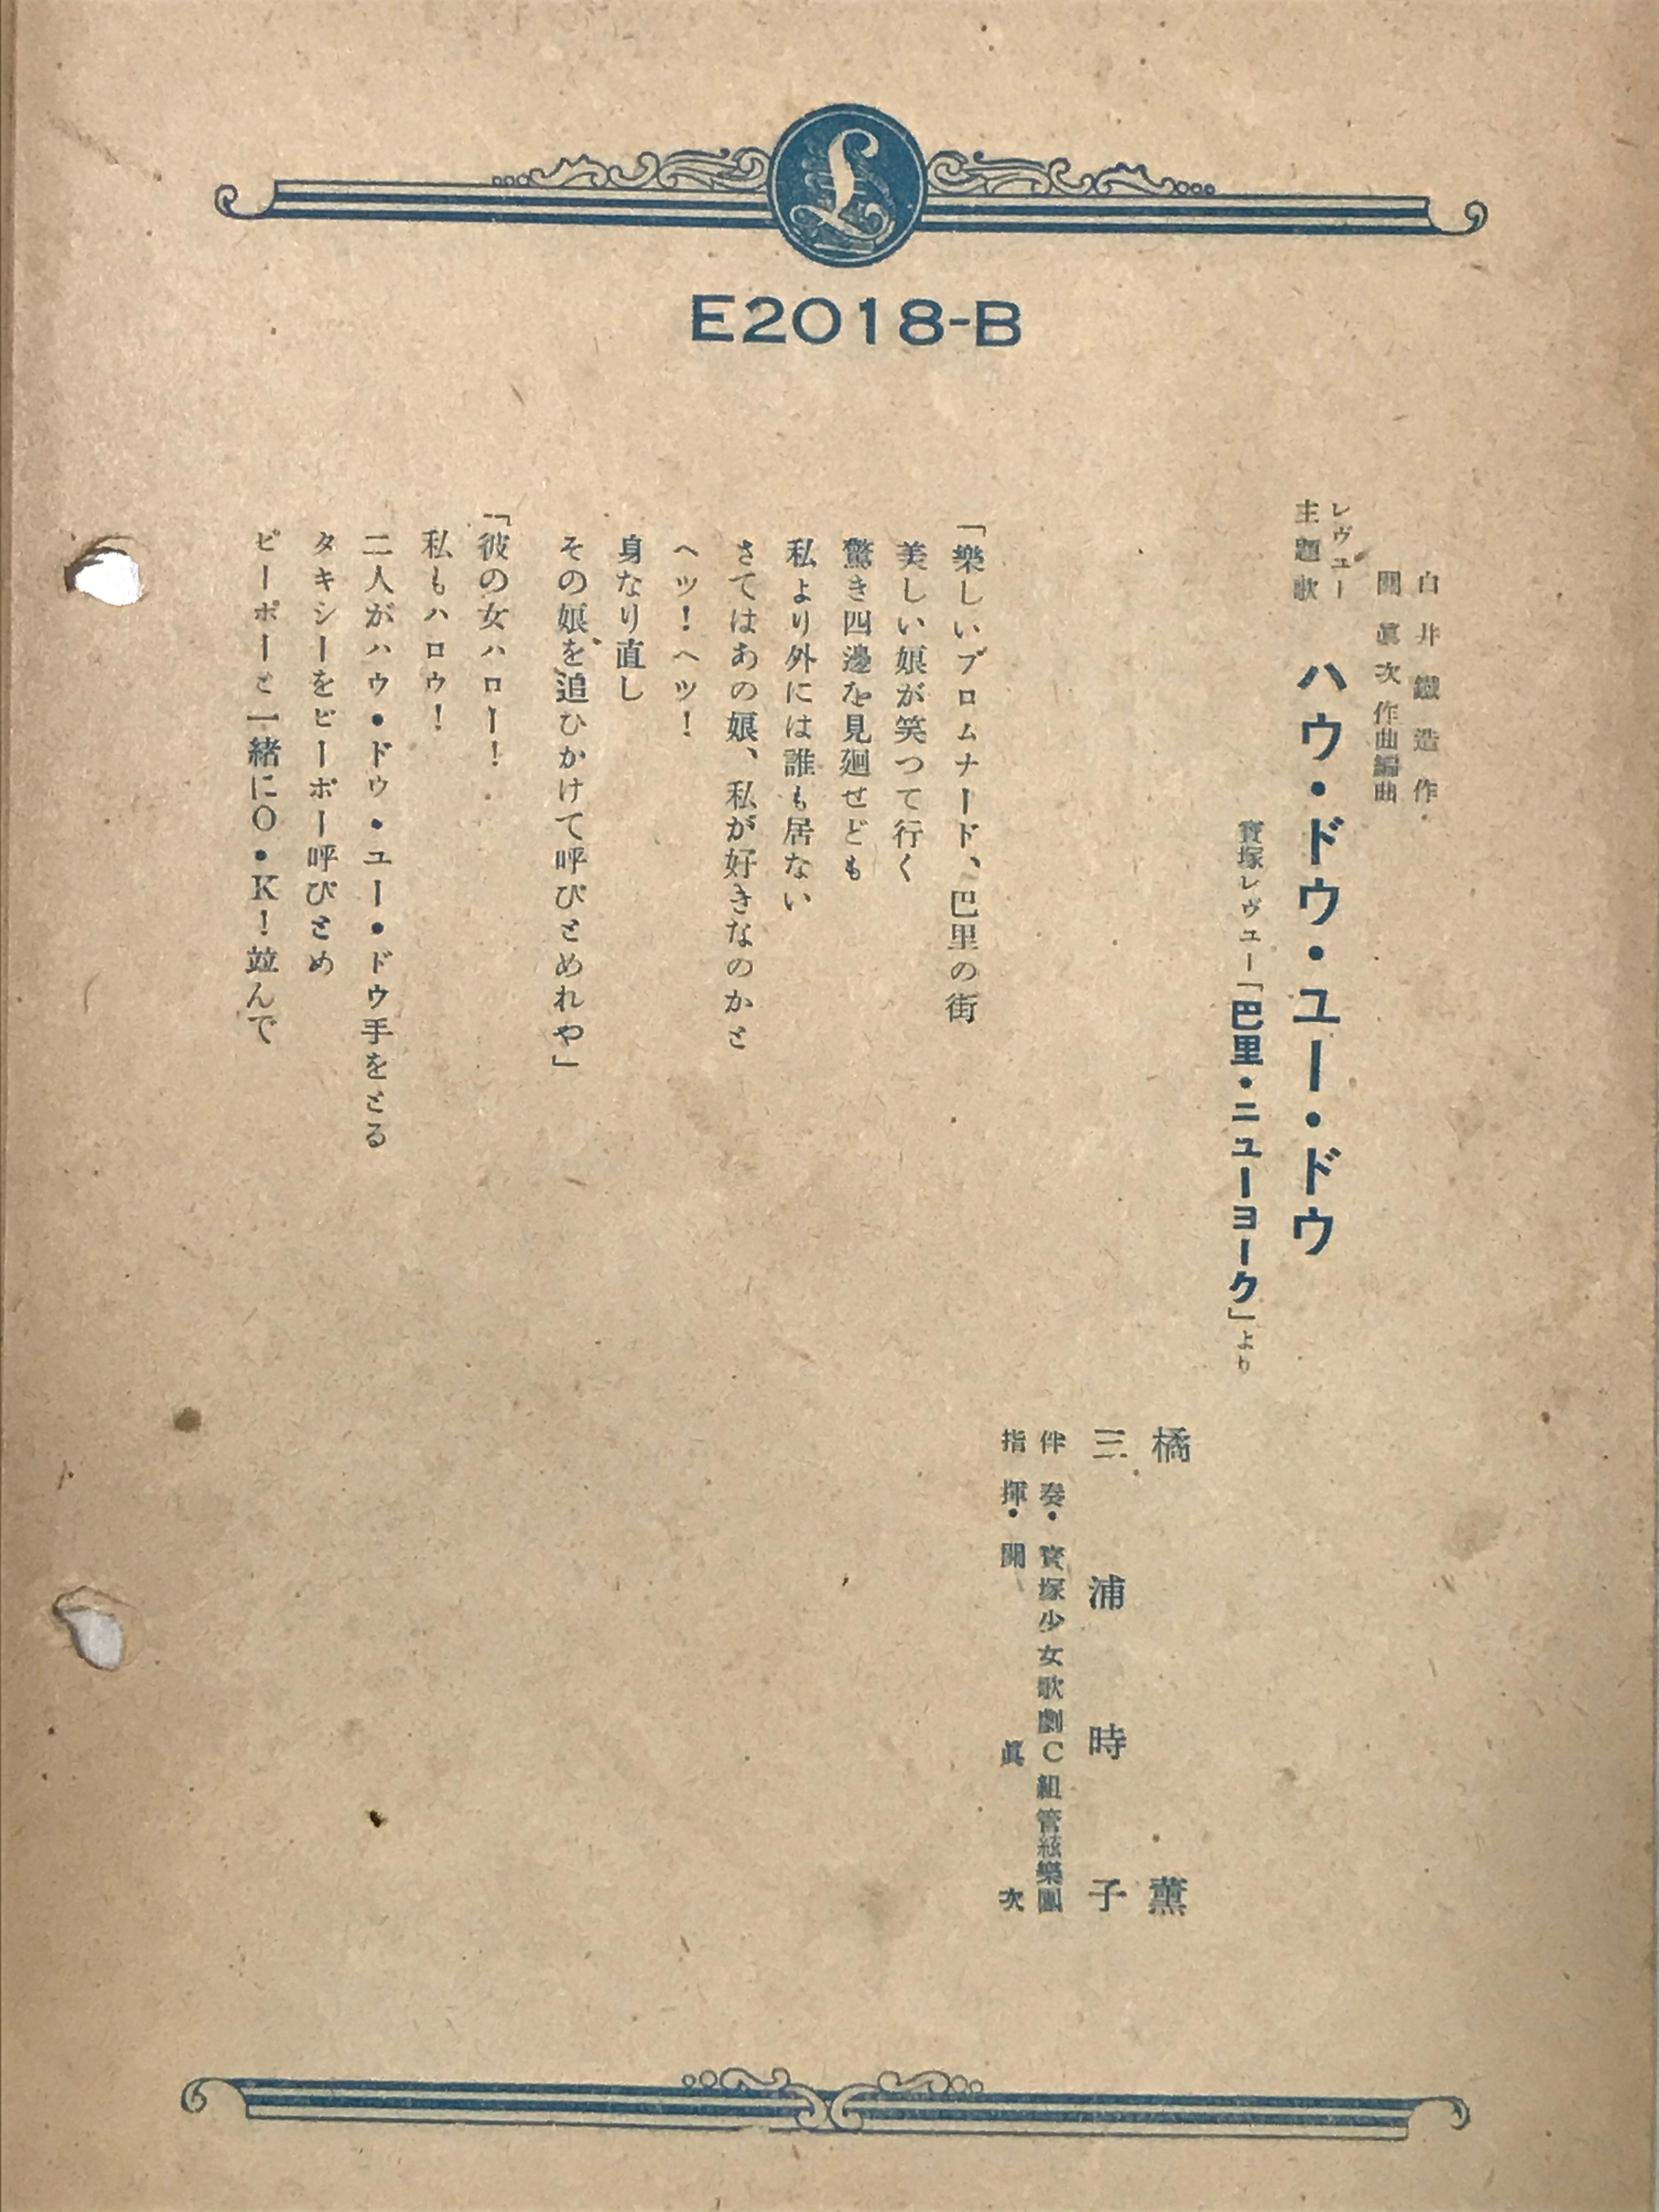 E2018-B
白井鐵造作
關眞次作曲編曲
レヴユー
主題歌
ハウ・ドウ・ユー・ドウ
寶塚レヴユー「巴里・ニューヨーク」より
橘薫
三浦時子
伴奏・寶塚少女歌劇C組管絃樂團
指揮・關眞次
「樂しいプロムナード、巴里の街
美しい娘が笑つて行く
驚き四邊を見廻せども
私より外には誰も居ない
さてはあの娘、私が好きなのかと
ヘツ!ヘツ!
身なり直し
その娘を追ひかけて呼びとめれや」
「彼の女ハロー!
私もハロウ!
二人がハウ・ドウ・ユー・ドウ手をとる
タキシーをピーポー呼びとめ
ピーポーと一緒にO・K!竝んで